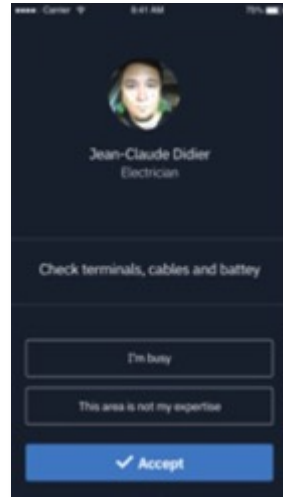 Carrier 9:41 AM 75%
Jean-Claude Didier
Electrician
Check terminals, cables and battey
I'm busy
This area is not my expertise
Accept